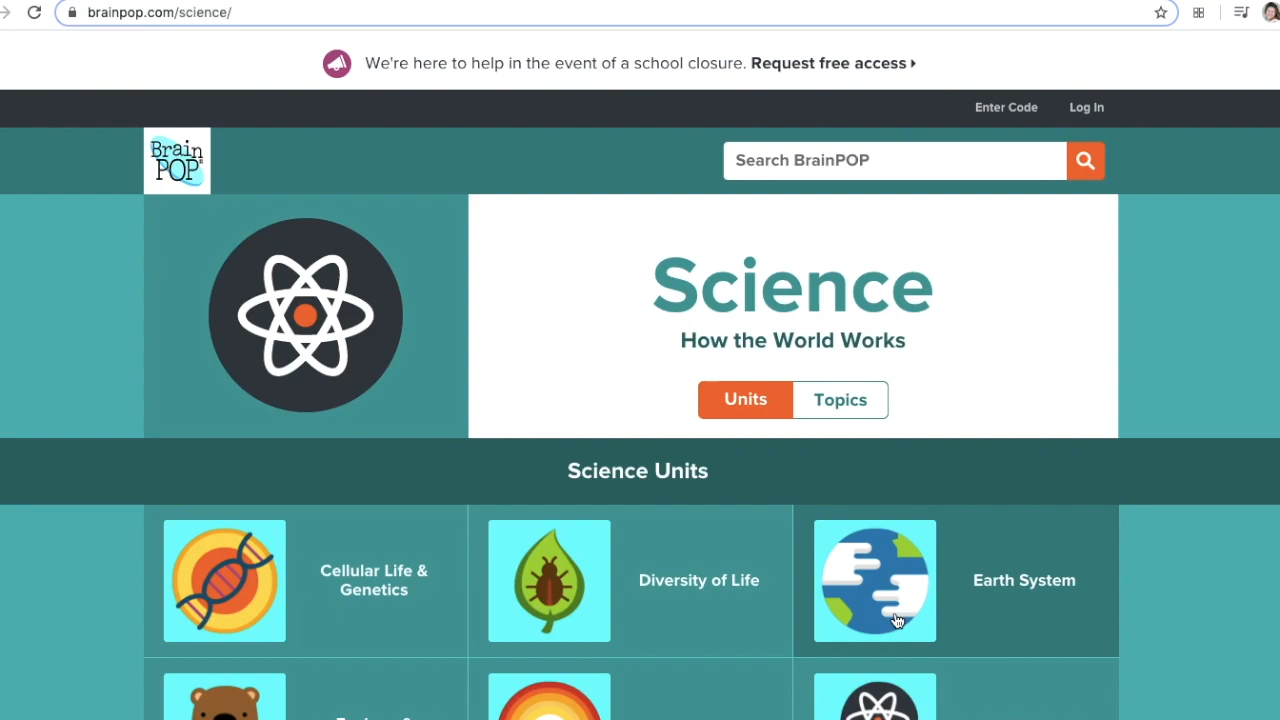 brainpop.com/science/
We're here to help in the event of a school closure. Request free access
Enter Code Log In
Brain
POP
Search BrainPOP
Science
How the World Works
Units Topics
Science Units
Cellular Life &
Genetics
Diversity of Life
Earth System